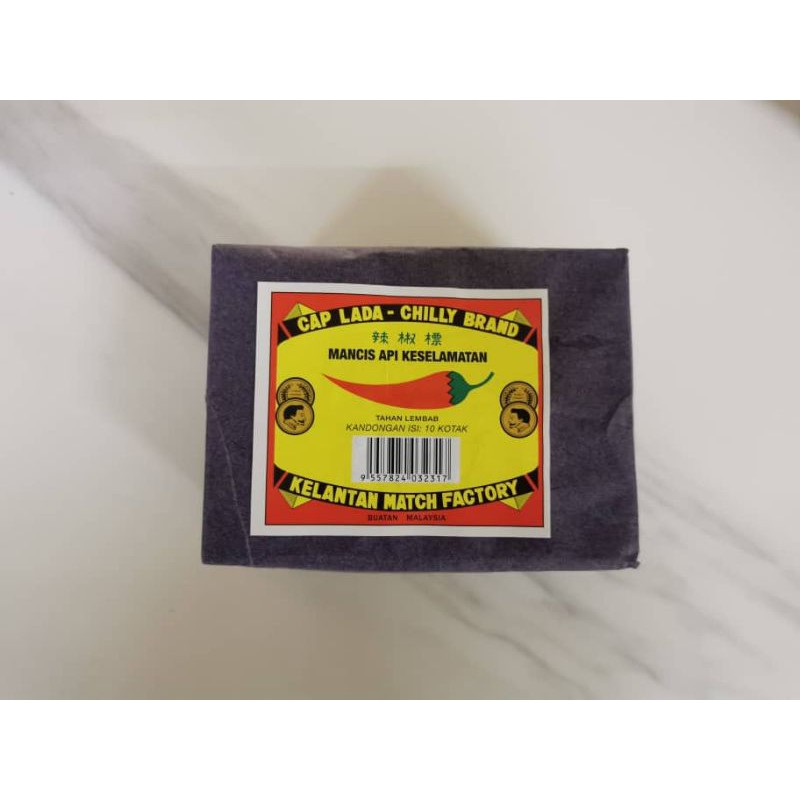 CAP LADA - CHILLY BRAND
辣椒標
MANCIS API KESELAMATAN
TAHAN LEMBAB
KANDONGAN ISI: 10 KOTAK
9 557824 032317
KELANTAN MATCH FACTORY
BUATAN MALAYSIA